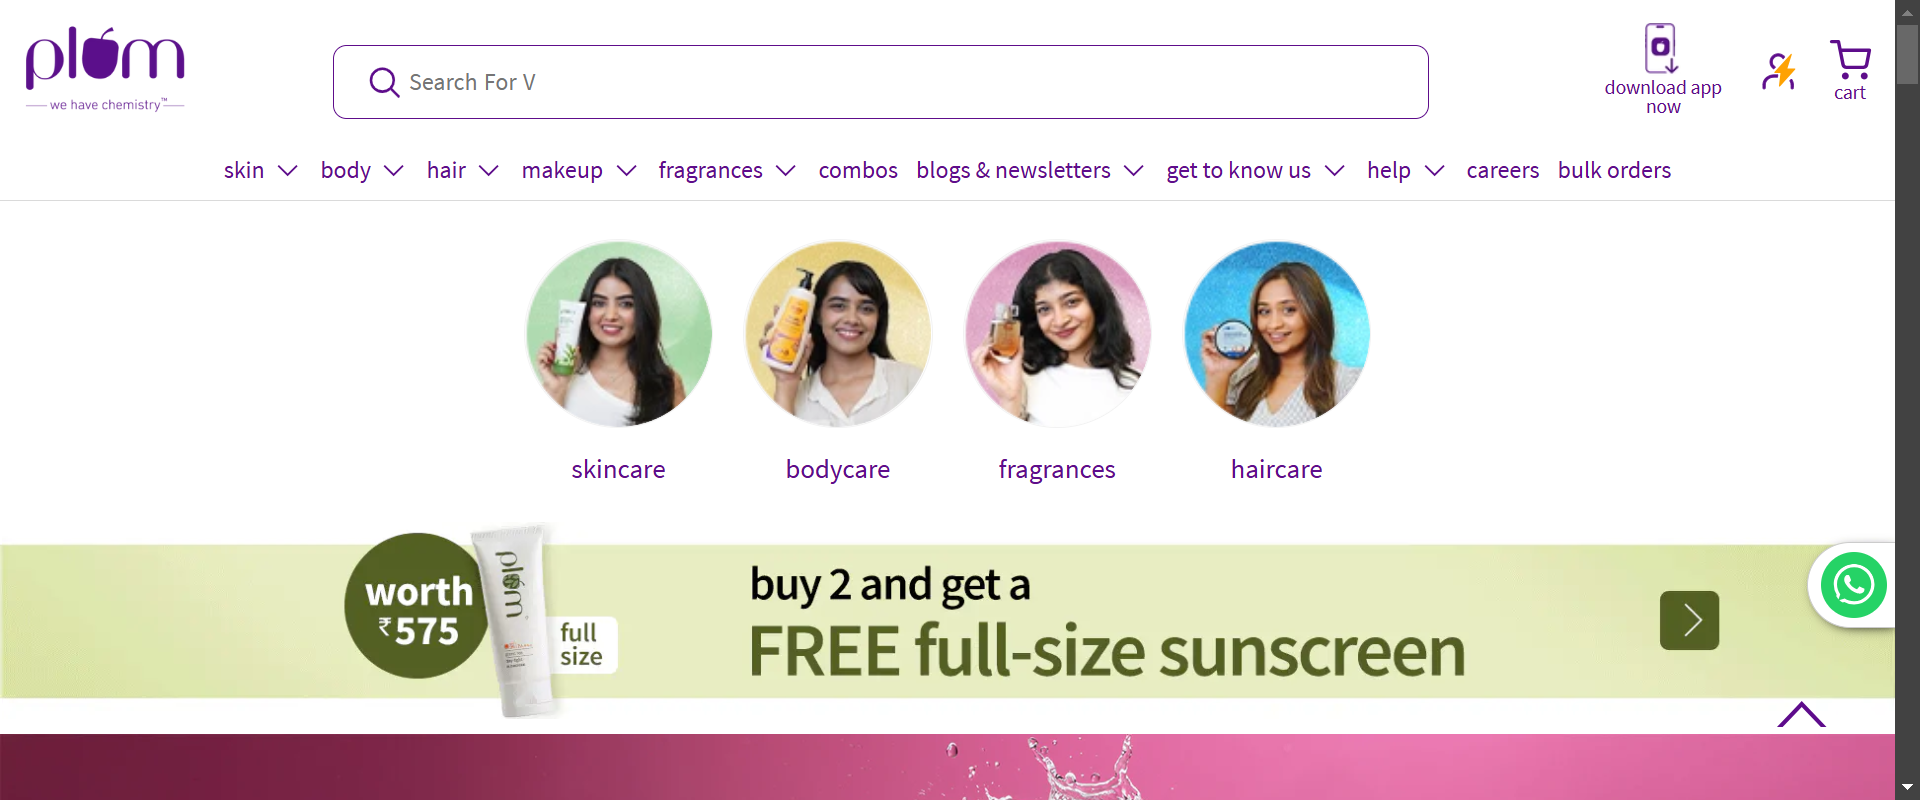 plum
we have chemistry™
Search For V
download app
now
cart
skin
body
hair
makeup
fragrances
combos
blogs & newsletters
get to know us
help
careers
bulk orders
skincare
bodycare
fragrances
haircare
worth
₹575
plum
full
size
buy 2 and get a
FREE full-size sunscreen